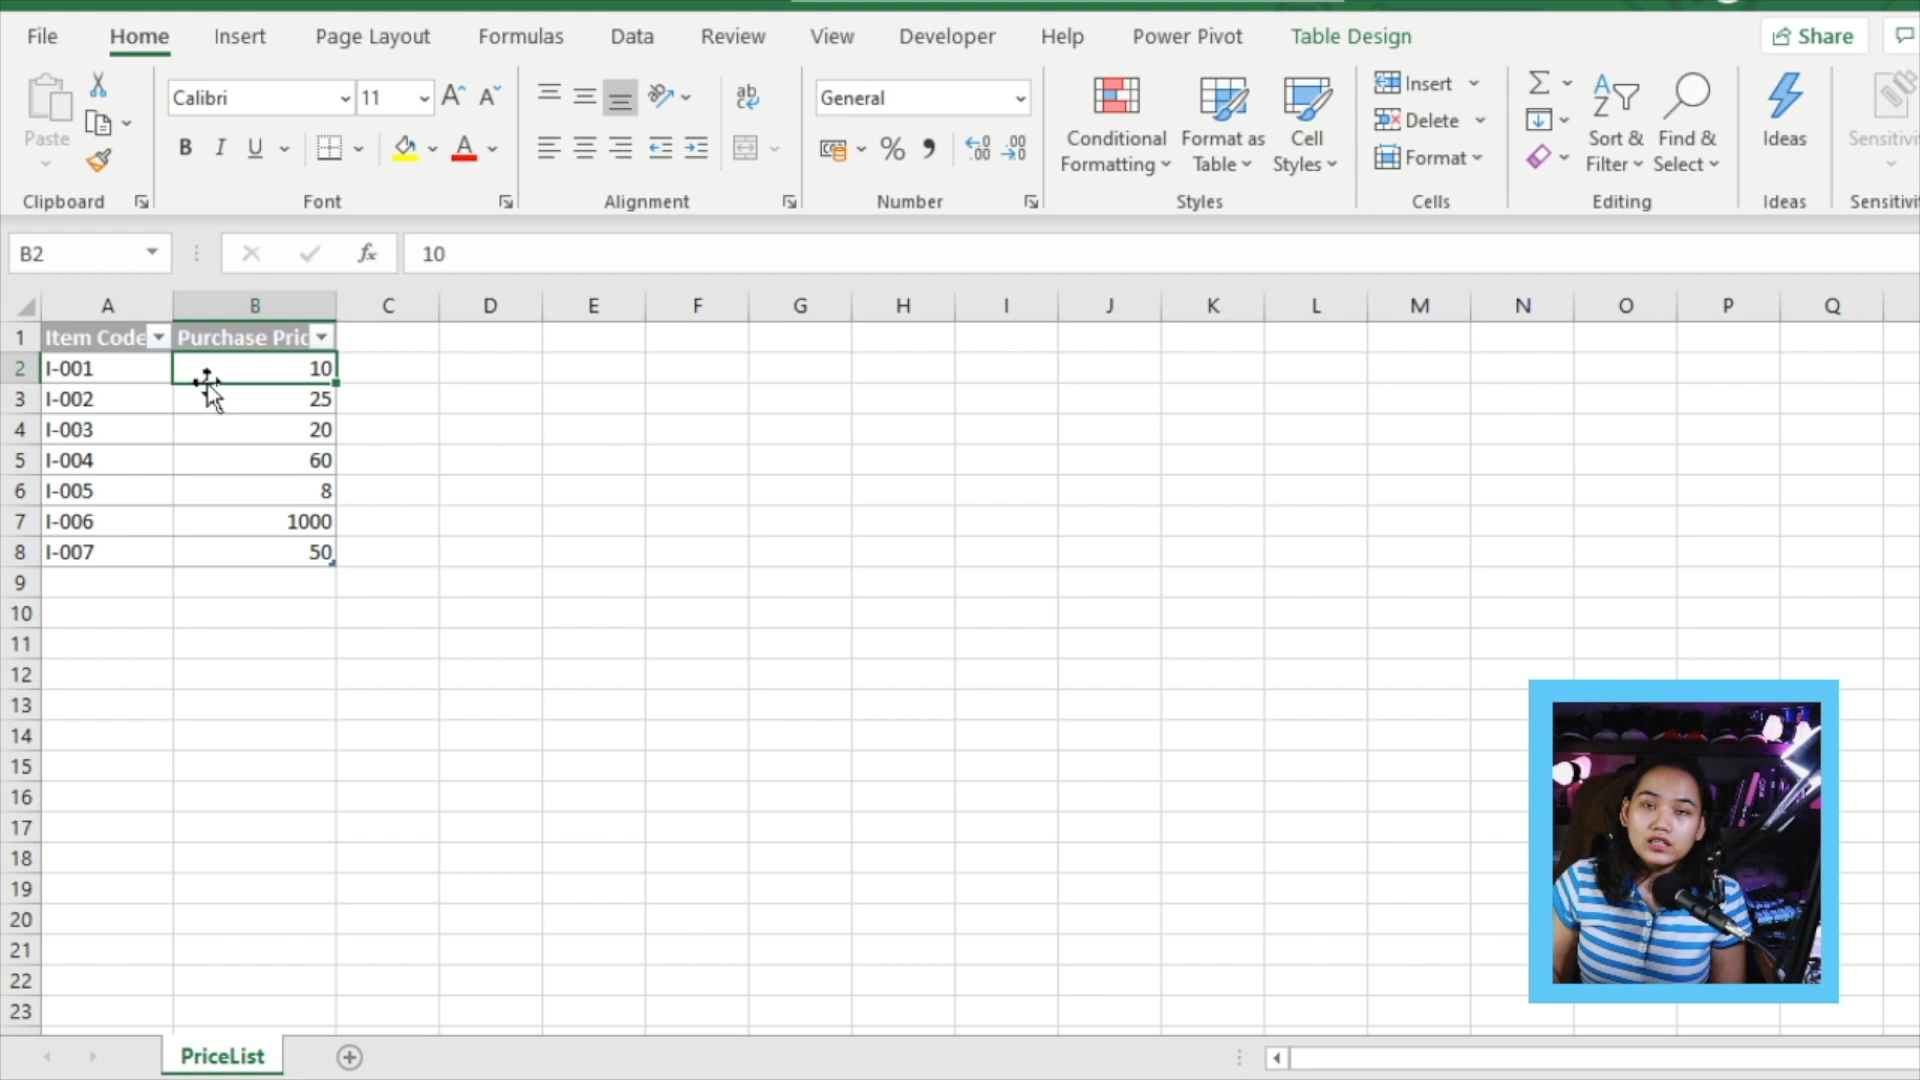 File Home Insert Page Layout Formulas Data Review View Developer Help Power Pivot Table Design Share
Paste
Calibri 11
General
Conditional Formatting
Format as Table
Cell Styles
Insert
Delete
Format
Sort & Filter
Find & Select
Ideas
Clipboard Font Alignment Number Styles Cells Editing Ideas
B2 fx 10
A B C D E F G H I J K L M N O P Q
1 Item Code Purchase Pric
2 I-001 10
3 I-002 25
4 I-003 20
5 I-004 60
6 I-005 8
7 I-006 1000
8 I-007 50
9
10
11
12
13
14
15
16
17
18
19
20
21
22
23
PriceList